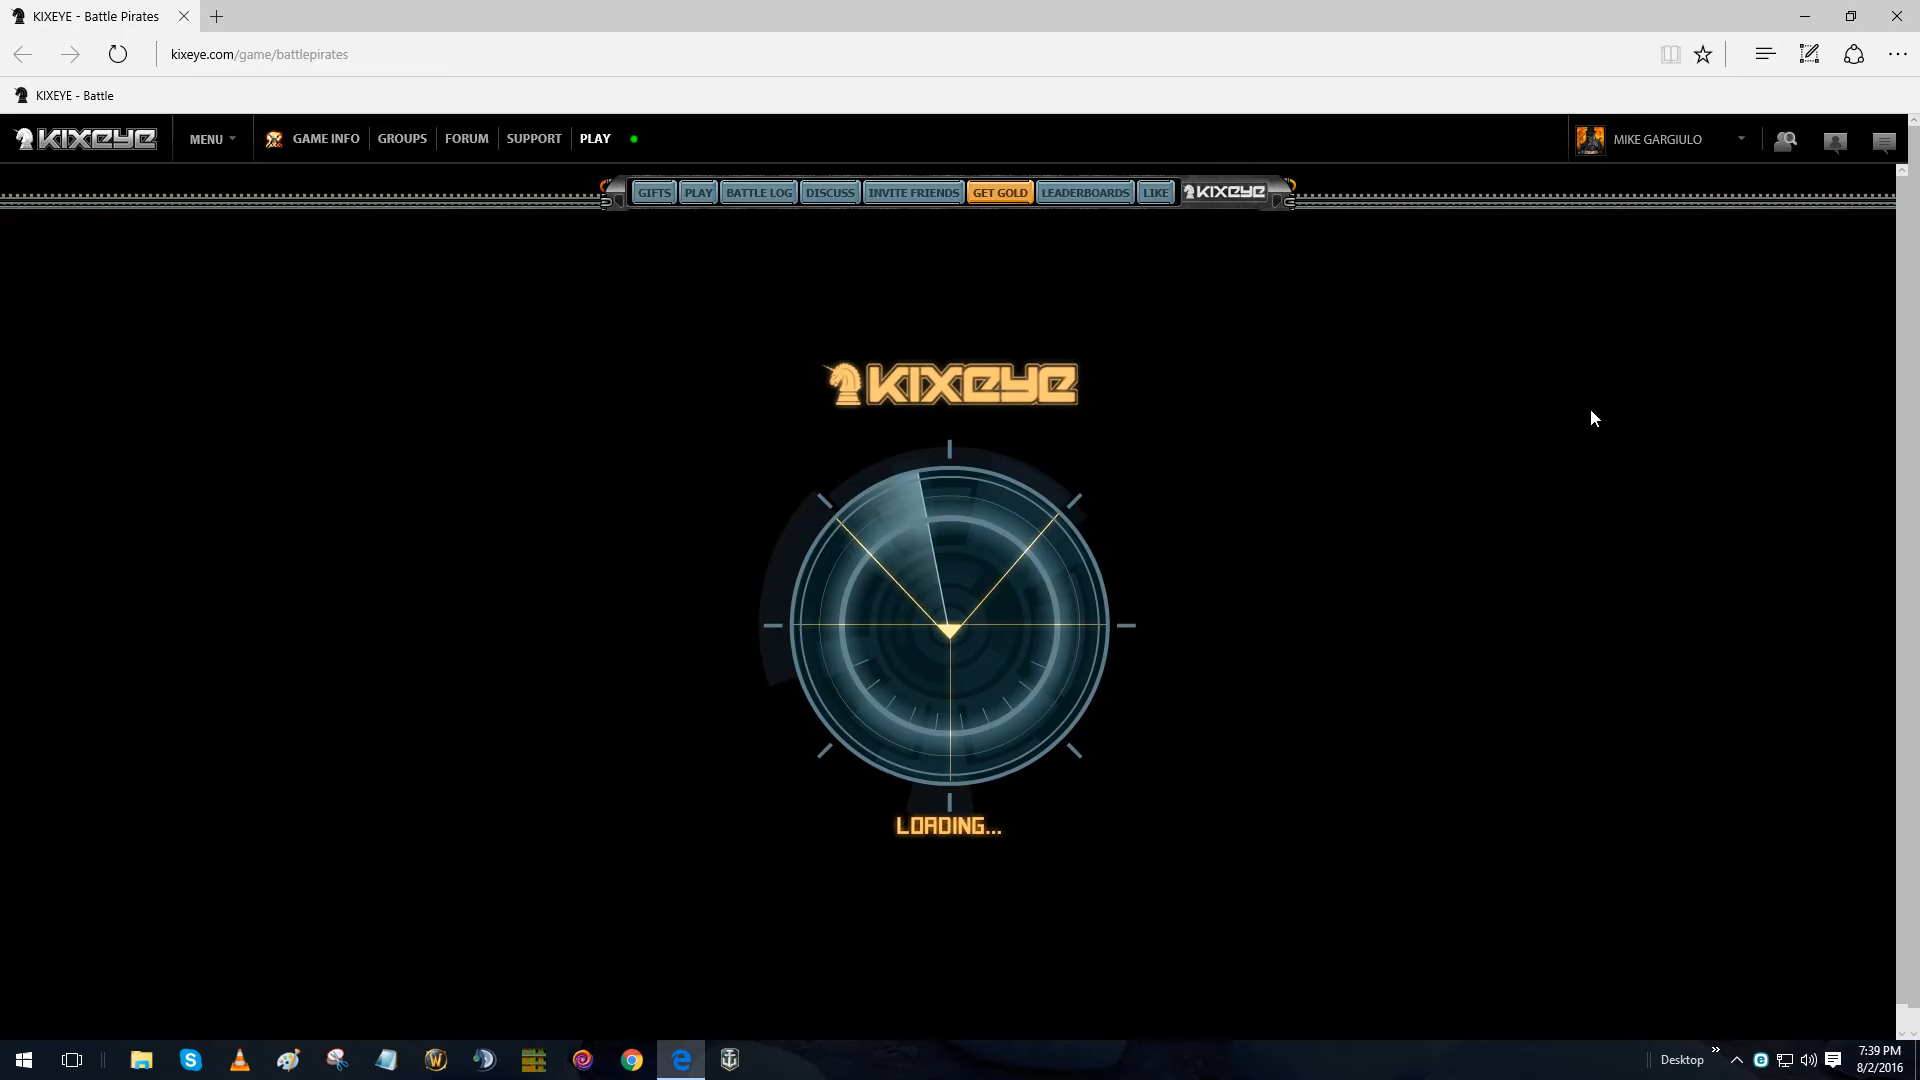 KIXEYE - Battle Pirates
kixeye.com/game/battlepirates
KIXEYE - Battle
KIXEYE MENU GAME INFO GROUPS FORUM SUPPORT PLAY MIKE GARGIULO
GIFTS PLAY BATTLE LOG DISCUSS INVITE FRIENDS GET GOLD LEADERBOARDS LIKE KIXEYE
KIXEYE
LOADING...
Desktop
7:39 PM
8/2/2016